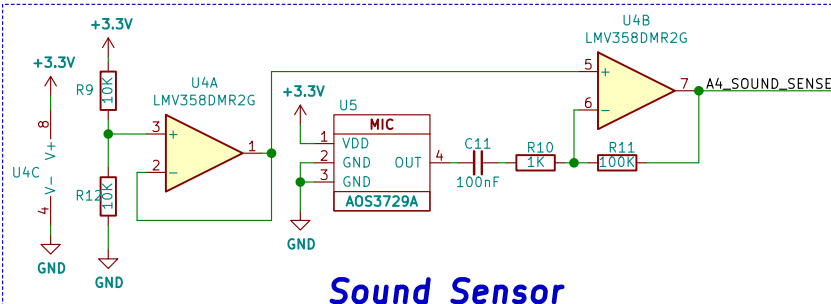 U4B
LMV358DMR2G
+3.3V
+3.3V
U4A
LMV358DMR2G
R9
10K
+3.3V
U5
MIC
5
+
6
−
7
A4_SOUND_SENSE
8
V+
U4C
V-
4
GND
3
+
2
−
1
1
VDD
2
GND
3
GND
OUT
4
AOS3729A
C11
100nF
R10
1K
R11
100K
R12
10K
GND
GND
Sound Sensor